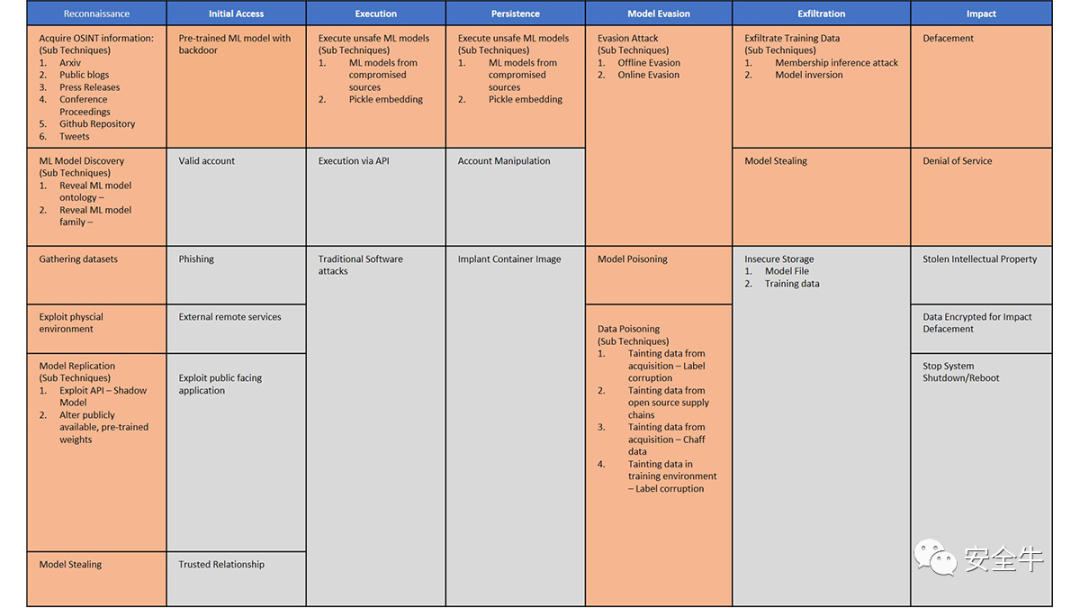 Reconnaissance
Initial Access
Execution
Persistence
Model Evasion
Exfiltration
Impact
Acquire OSINT information:
(Sub Techniques)
1. Arxiv
2. Public blogs
3. Press Releases
4. Conference
Proceedings
5. Github Repository
6. Tweets
Pre-trained ML model with
backdoor
Execute unsafe ML models
(Sub Techniques)
1. ML models from
compromised
sources
2. Pickle embedding
Execute unsafe ML models
(Sub Techniques)
1. ML models from
compromised
sources
2. Pickle embedding
Evasion Attack
(Sub Techniques)
1. Offline Evasion
2. Online Evasion
Exfiltrate Training Data
(Sub Techniques)
1. Membership inference attack
2. Model inversion
Defacement
ML Model Discovery
(Sub Techniques)
1. Reveal ML model
ontology –
2. Reveal ML model
family –
Valid account
Execution via API
Account Manipulation
Model Stealing
Denial of Service
Gathering datasets
Phishing
Traditional Software
attacks
Implant Container Image
Model Poisoning
Insecure Storage
1. Model File
2. Training data
Stolen Intellectual Property
Exploit physcial
environment
External remote services
Data Poisoning
(Sub Techniques)
1. Tainting data from
acquisition – Label
corruption
2. Tainting data from
open source supply
chains
3. Tainting data from
acquisition – Chaff
data
4. Tainting data in
training environment
– Label corruption
Data Encrypted for Impact
Defacement
Model Replication
(Sub Techniques)
1. Exploit API – Shadow
Model
2. Alter publicly
available, pre-trained
weights
Exploit public facing
application
Stop System
Shutdown/Reboot
Model Stealing
Trusted Relationship
安全牛